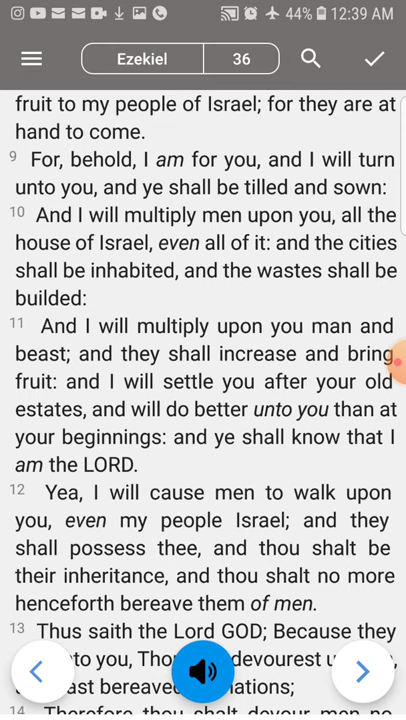 44% 12:39 AM
Ezekiel 36
fruit to my people of Israel; for they are at
hand to come.
9 For, behold, I am for you, and I will turn
unto you, and ye shall be tilled and sown:
10 And I will multiply men upon you, all the
house of Israel, even all of it: and the cities
shall be inhabited, and the wastes shall be
builded:
11 And I will multiply upon you man and
beast; and they shall increase and bring
fruit: and I will settle you after your old
estates, and will do better unto you than at
your beginnings: and ye shall know that I
am the LORD.
12 Yea, I will cause men to walk upon
you, even my people Israel; and they
shall possess thee, and thou shalt be
their inheritance, and thou shalt no more
henceforth bereave them of men.
13 Thus saith the Lord GOD; Because they
to you, devourest
14 Therefore thou shalt devour men no